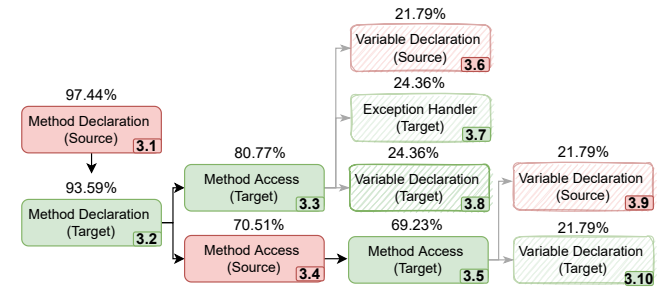 97.44%
Method Declaration
(Source)
3.1
93.59%
Method Declaration
(Target)
3.2
80.77%
Method Access
(Target)
3.3
70.51%
Method Access
(Source)
3.4
21.79%
Variable Declaration
(Source)
3.6
24.36%
Exception Handler
(Target)
3.7
24.36%
Variable Declaration
(Target)
3.8
69.23%
Method Access
(Target)
3.5
21.79%
Variable Declaration
(Source)
3.9
21.79%
Variable Declaration
(Target)
3.10